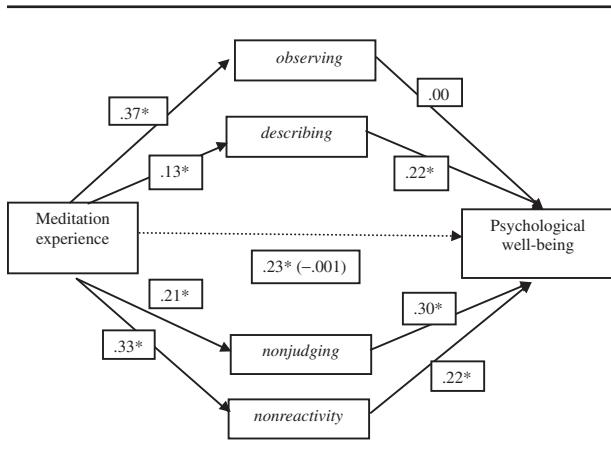 observing
.37*
.00
describing
.13*
.22*
Meditation
experience
Psychological
well-being
.23* (−.001)
.21*
.30*
nonjudging
.33*
.22*
nonreactivity